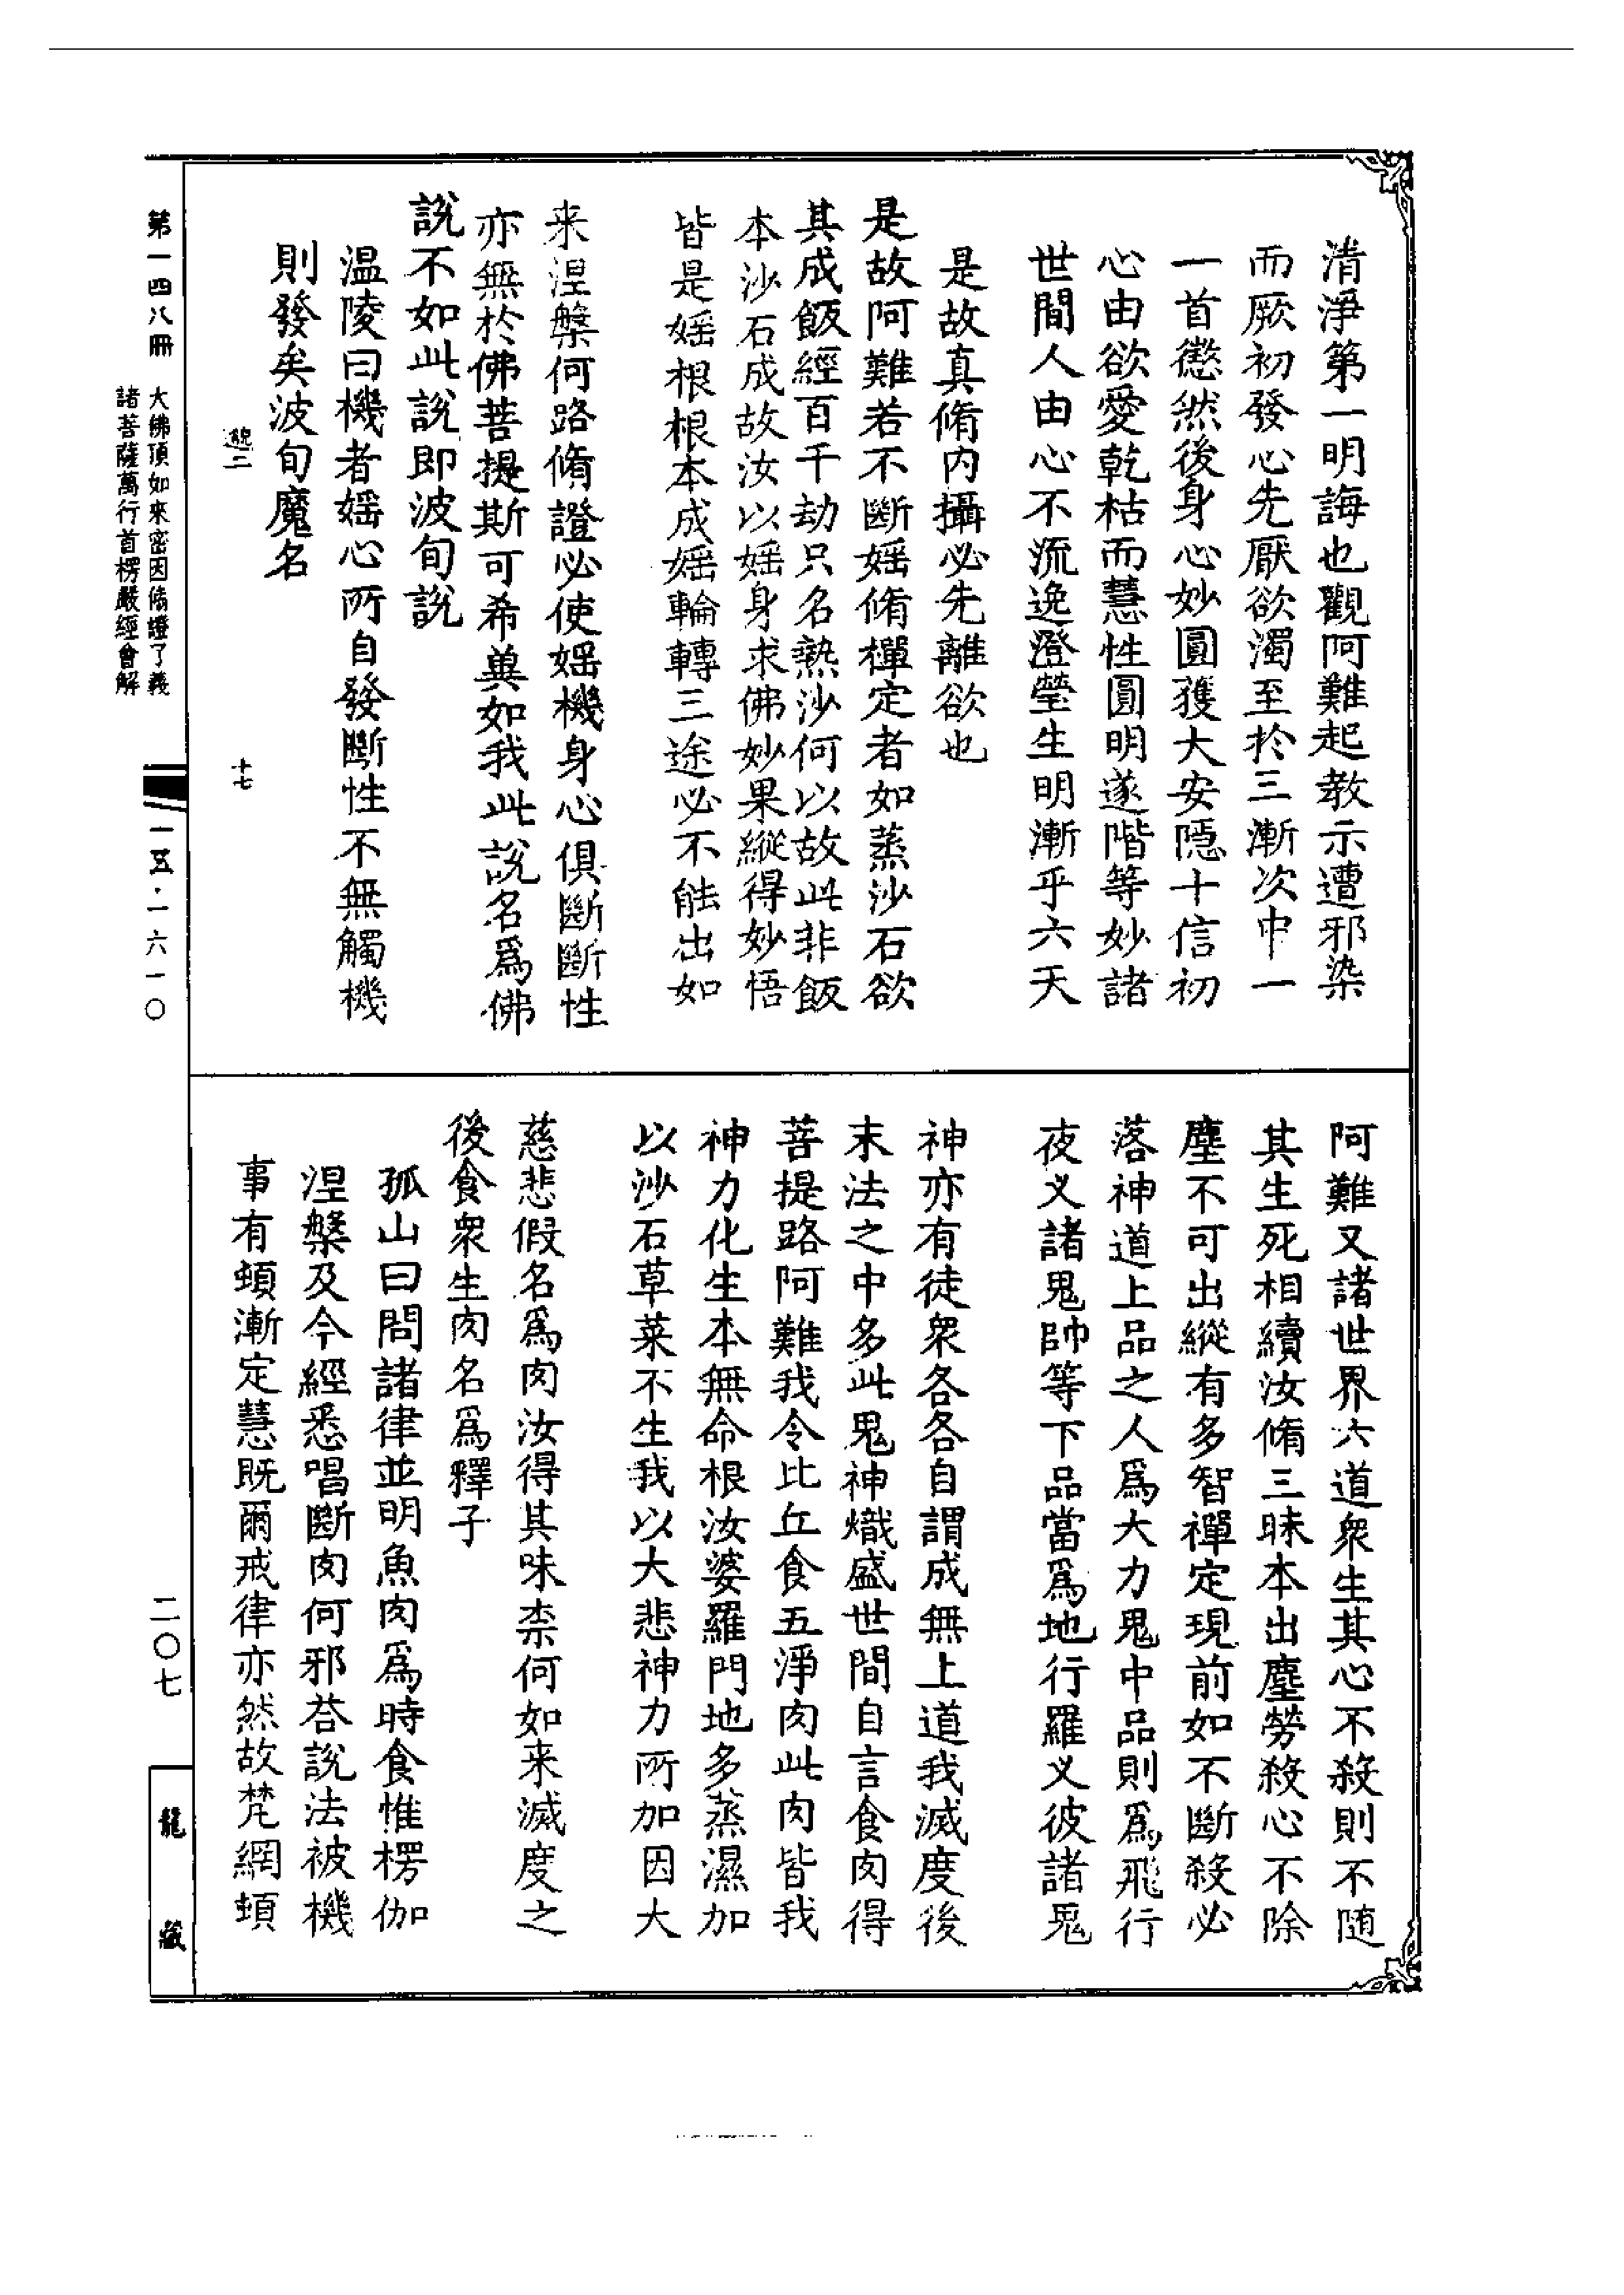 清淨第一明誨也觀阿難起教示遭邪染
而厥初發心先厭欲濁至於三漸次中一
一首懲然後身心妙圓獲大安隱十信初
心由欲愛乾枯而慧性圓明遂階等妙諸
世間人由心不流逸澄瑩生明漸乎六天
是故真脩内攝必先離欲也
是故阿難若不斷婬脩禪定者如蒸沙石欲
其成飯經百千劫只名熱沙何以故此非飯
本沙石成故汝以婬身求佛妙果縱得妙悟
皆是婬根根本成婬輪轉三途必不能出如
来涅槃何路脩證必使婬機身心俱斷斷性
亦無於佛菩提斯可希冀如我此說名爲佛
說不如此說即波旬說
温陵曰機者婬心所自發斷性不無觸機
則發矣波旬魔名
十七
阿難又諸世界六道衆生其心不殺則不随
其生死相續汝脩三昧本出塵勞殺心不除
塵不可出縱有多智禪定現前如不斷殺必
落神道上品之人爲大力鬼中品則爲飛行
夜叉諸鬼帥等下品當爲地行羅叉彼諸鬼
神亦有徒衆各各自謂成無上道我滅度後
末法之中多此鬼神熾盛世間自言食肉得
菩提路阿難我令比丘食五淨肉此肉皆我
神力化生本無命根汝婆羅門地多蒸濕加
以沙石草菜不生我以大悲神力所加因大
慈悲假名爲肉汝得其味柰何如来滅度之
後食衆生肉名爲釋子
孤山曰問諸律並明魚肉爲時食惟楞伽
涅槃及今經悉唱斷肉何邪荅說法被機
事有頓漸定慧既爾戒律亦然故梵網頓
第一四八冊
大佛頂如來密因脩證了義
諸菩薩萬行首楞嚴經會解
一五·一六一〇
二〇七
龍藏